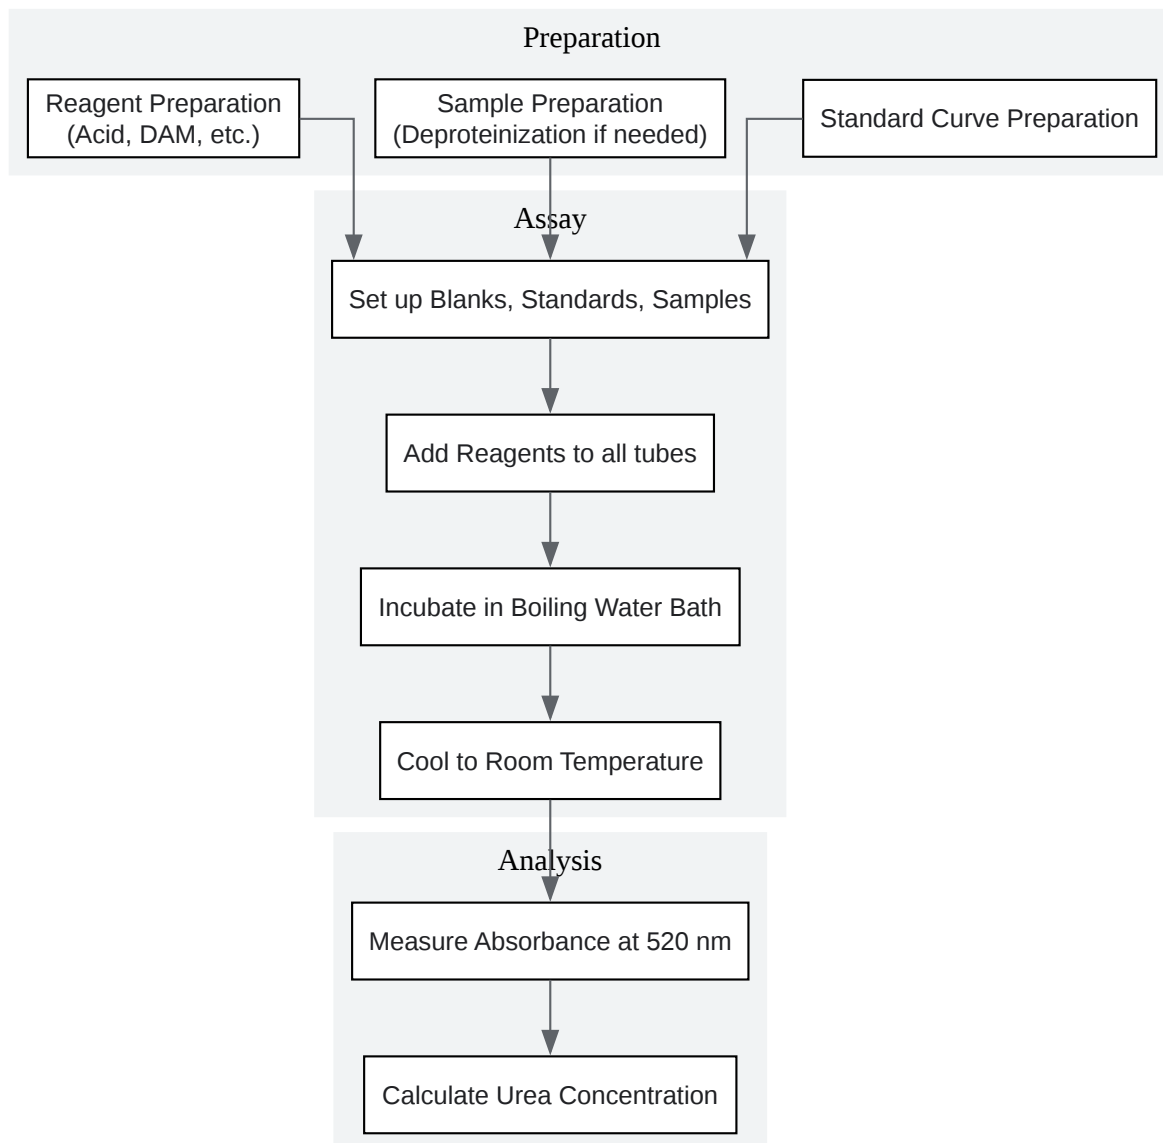 Preparation
Reagent Preparation
(Acid, DAM, etc.)
Sample Preparation
(Deproteinization if needed)
Standard Curve Preparation
Assay
Set up Blanks, Standards, Samples
Add Reagents to all tubes
Incubate in Boiling Water Bath
Cool to Room Temperature
Analysis
Measure Absorbance at 520 nm
Calculate Urea Concentration